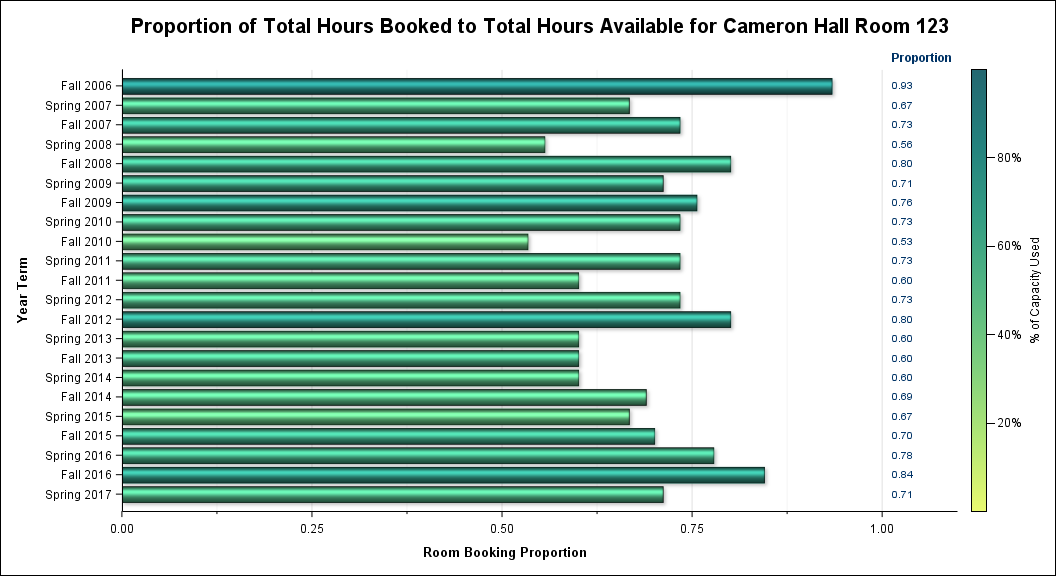 Proportion of Total Hours Booked to Total Hours Available for Cameron Hall Room 123
Proportion
Fall 2006 0.93
Spring 2007 0.67
Fall 2007 0.73
Spring 2008 0.56
Fall 2008 0.80
Spring 2009 0.71
Fall 2009 0.76
Spring 2010 0.73
Fall 2010 0.53
Spring 2011 0.73
Fall 2011 0.60
Spring 2012 0.73
Fall 2012 0.80
Spring 2013 0.60
Fall 2013 0.60
Spring 2014 0.60
Fall 2014 0.69
Spring 2015 0.67
Fall 2015 0.70
Spring 2016 0.78
Fall 2016 0.84
Spring 2017 0.71
Year Term
0.00 0.25 0.50 0.75 1.00
Room Booking Proportion
80%
60%
40%
20%
% of Capacity Used